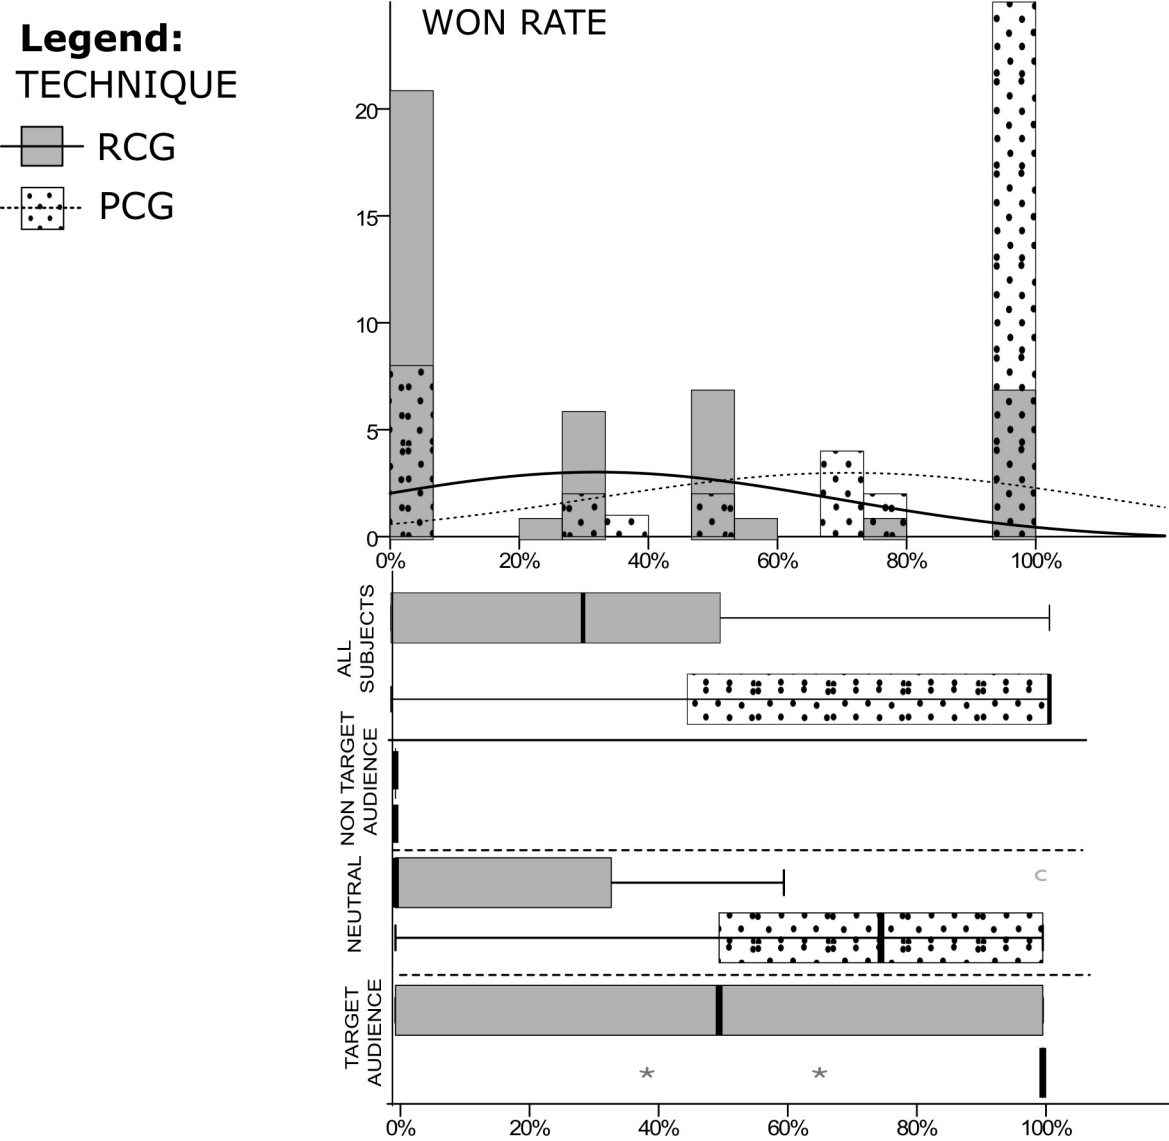 Legend:
TECHNIQUE
RCG
PCG
WON RATE
20
15
10
5
0
0% 20% 40% 60% 80% 100%
ALL
SUBJECTS
NON TARGET
AUDIENCE
NEUTRAL
TARGET
AUDIENCE
c
*
*
0% 20% 40% 60% 80% 100%